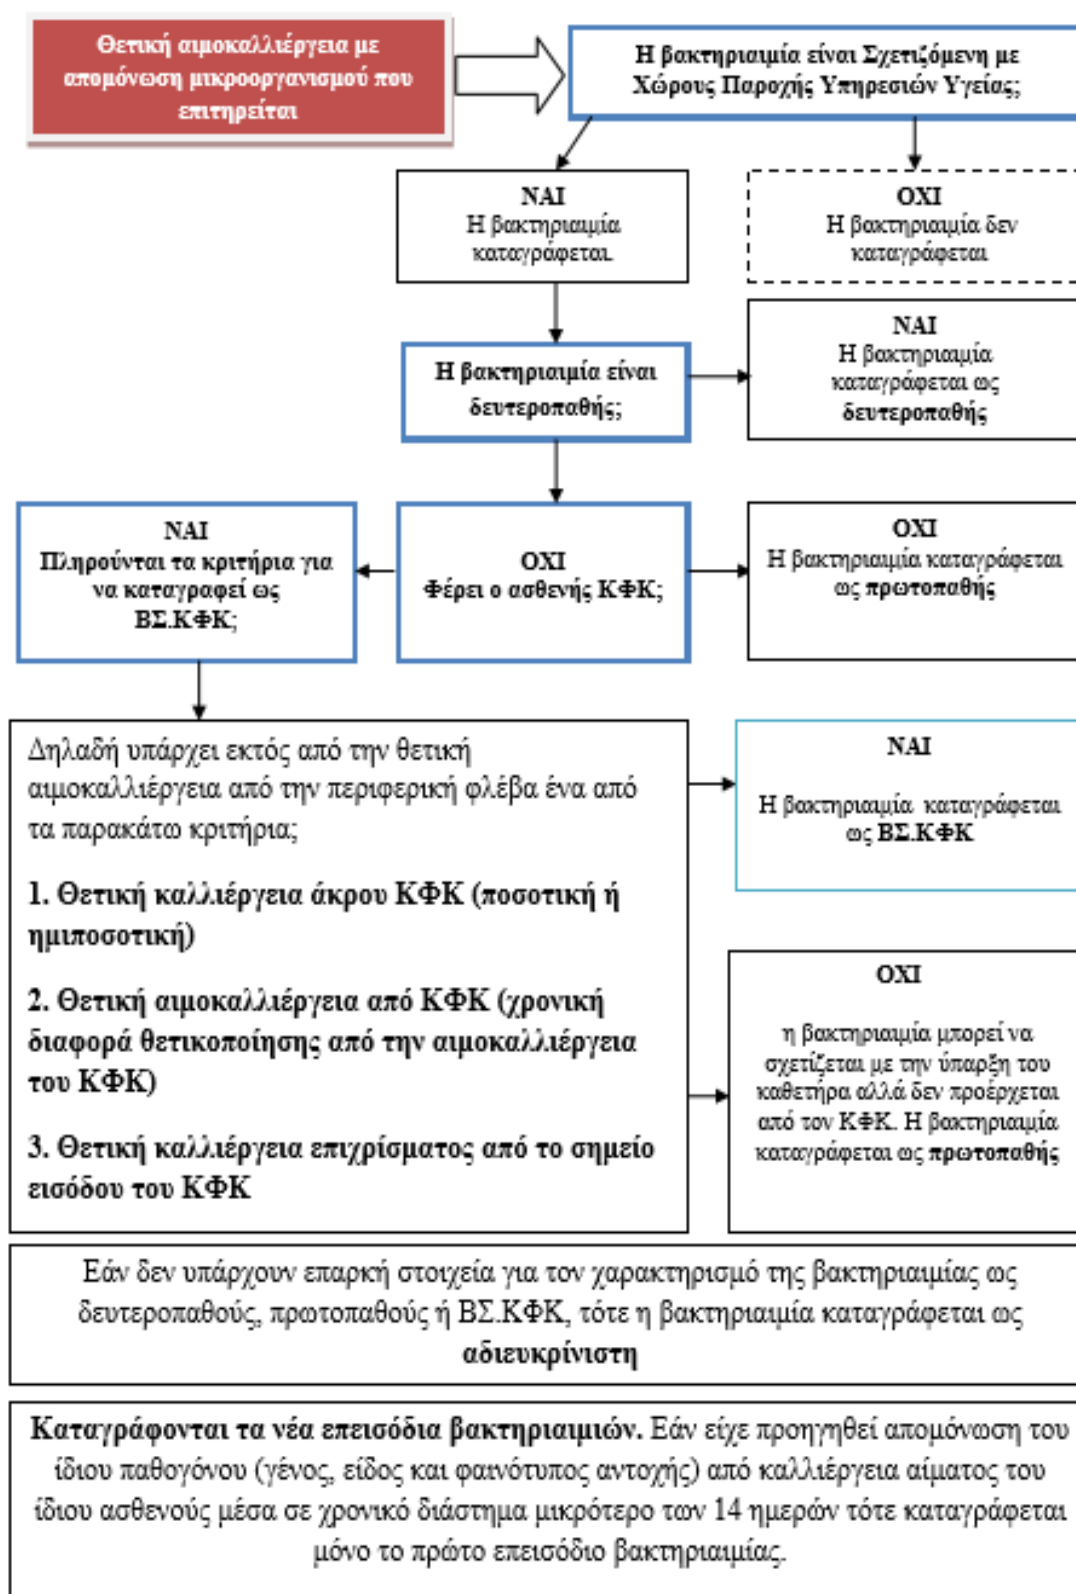 Θετική αιμοκαλλιέργεια με
απομόνωση μικροοργανισμού που
επιτηρείται
Η βακτηριαιμία είναι Σχετιζόμενη με
Χώρους Παροχής Υπηρεσιών Υγείας;
ΝΑΙ
Η βακτηριαιμία
καταγράφεται.
ΟΧΙ
Η βακτηριαιμία δεν
καταγράφεται
Η βακτηριαιμία είναι
δευτεροπαθής;
ΝΑΙ
Η βακτηριαιμία
καταγράφεται ως
δευτεροπαθής
ΝΑΙ
Πληρούνται τα κριτήρια για
να καταγραφεί ως
ΒΣ.ΚΦΚ;
ΟΧΙ
Φέρει ο ασθενής ΚΦΚ;
ΟΧΙ
Η βακτηριαιμία καταγράφεται
ως πρωτοπαθής
Δηλαδή υπάρχει εκτός από την θετική
αιμοκαλλιέργεια από την περιφερική φλέβα ένα από
τα παρακάτω κριτήρια;
1. Θετική καλλιέργεια άκρου ΚΦΚ (ποσοτική ή
ημιποσοτική)
2. Θετική αιμοκαλλιέργεια από ΚΦΚ (χρονική
διαφορά θετικοποίησης από την αιμοκαλλιέργεια
του ΚΦΚ)
3. Θετική καλλιέργεια επιχρίσματος από το σημείο
εισόδου του ΚΦΚ
ΝΑΙ
Η βακτηριαιμία καταγράφεται
ως ΒΣ.ΚΦΚ
ΟΧΙ
η βακτηριαιμία μπορεί να
σχετίζεται με την ύπαρξη του
καθετήρα αλλά δεν προέρχεται
από τον ΚΦΚ. Η βακτηριαιμία
καταγράφεται ως πρωτοπαθής
Εάν δεν υπάρχουν επαρκή στοιχεία για τον χαρακτηρισμό της βακτηριαιμίας ως
δευτεροπαθούς, πρωτοπαθούς ή ΒΣ.ΚΦΚ, τότε η βακτηριαιμία καταγράφεται ως
αδιευκρίνιστη
Καταγράφονται τα νέα επεισόδια βακτηριαιμιών. Εάν είχε προηγηθεί απομόνωση του
ίδιου παθογόνου (γένος, είδος και φαινότυπος αντοχής) από καλλιέργεια αίματος του
ίδιου ασθενούς μέσα σε χρονικό διάστημα μικρότερο των 14 ημερών τότε καταγράφεται
μόνο το πρώτο επεισόδιο βακτηριαιμίας.